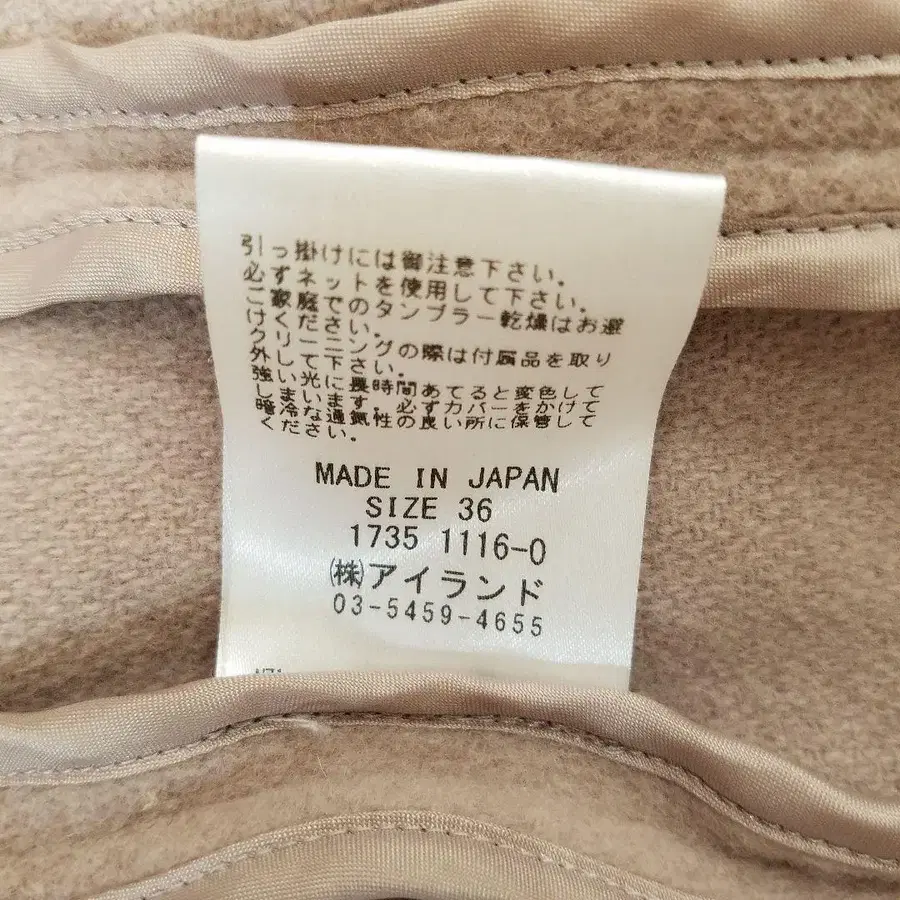 引っ掛けには御注意下さい。
必ずネットを使用して下さい。
ご家庭でのタンブラー乾燥はお避
けください。
クリーニングの際は付属品を取り
外して下さい。
強い光に長時間あてると変色して
しまいます。必ずカバーをかけて
暗冷な通気性の良い所に保管して
ください。
MADE IN JAPAN
SIZE 36
1735 1116-0
㈱アイランド
03-5459-4655